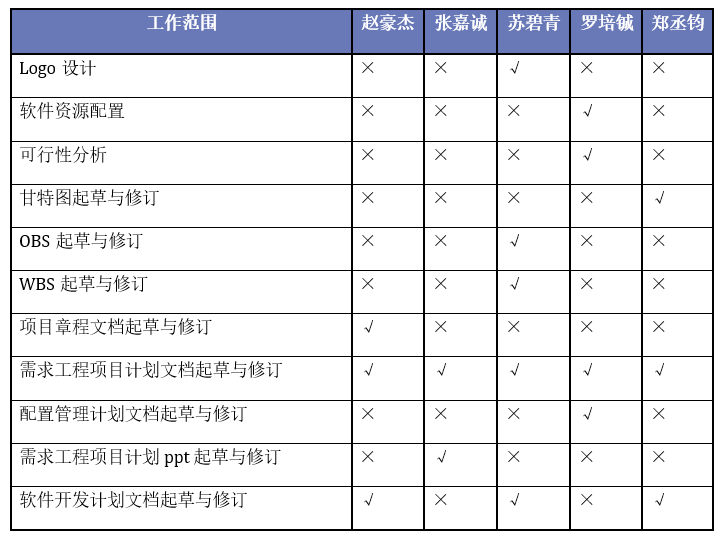 工作范围 赵豪杰 张嘉诚 苏碧青 罗培铖 郑丞钧
Logo 设计 × × √ × ×
软件资源配置 × × × √ ×
可行性分析 × × × √ ×
甘特图起草与修订 × × × × √
OBS 起草与修订 × × √ × ×
WBS 起草与修订 × × √ × ×
项目章程文档起草与修订 √ × × × ×
需求工程项目计划文档起草与修订 √ √ √ √ √
配置管理计划文档起草与修订 × × × √ ×
需求工程项目计划 ppt 起草与修订 × √ × × ×
软件开发计划文档起草与修订 √ × √ × √